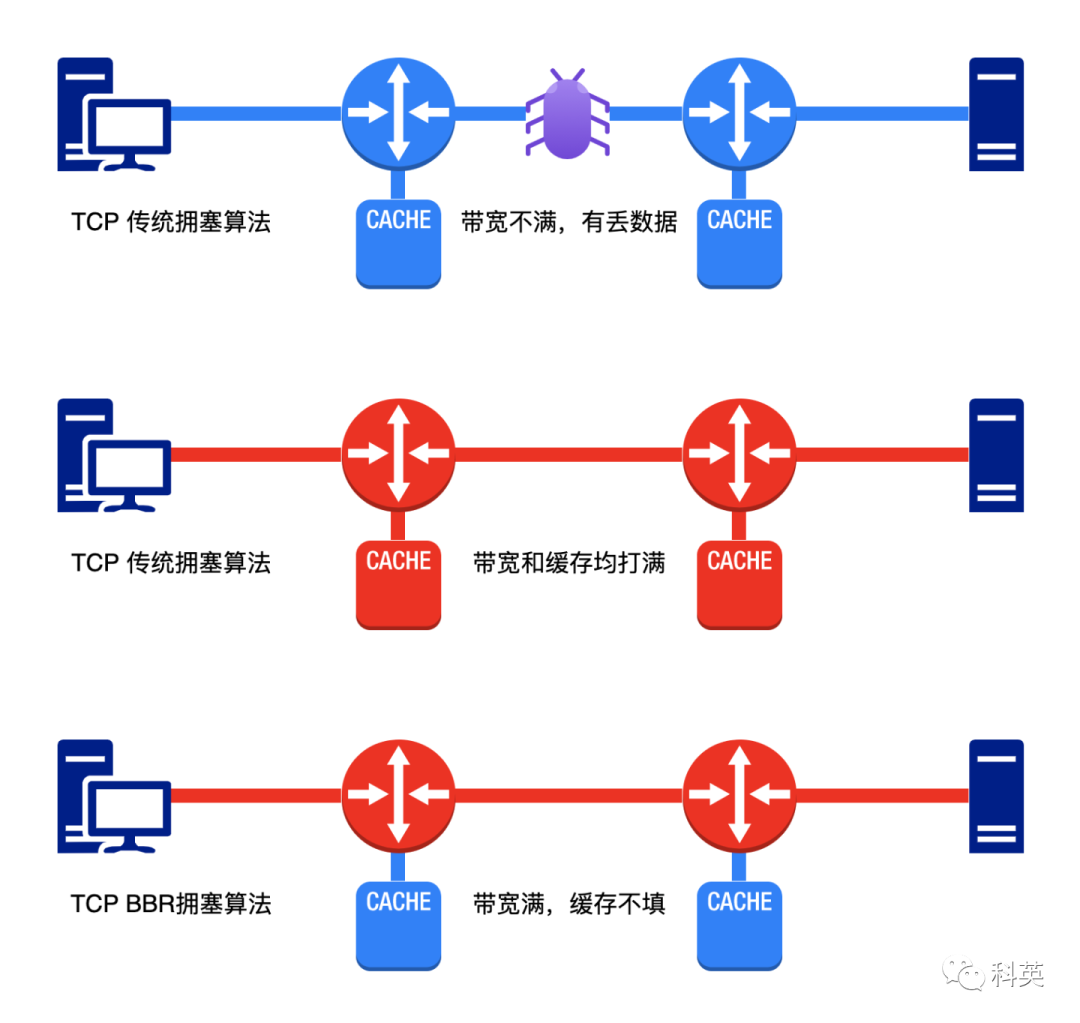 CACHE
CACHE
TCP 传统拥塞算法
带宽不满，有丢数据
CACHE
CACHE
TCP 传统拥塞算法
带宽和缓存均打满
CACHE
CACHE
TCP BBR拥塞算法
带宽满，缓存不填
科英